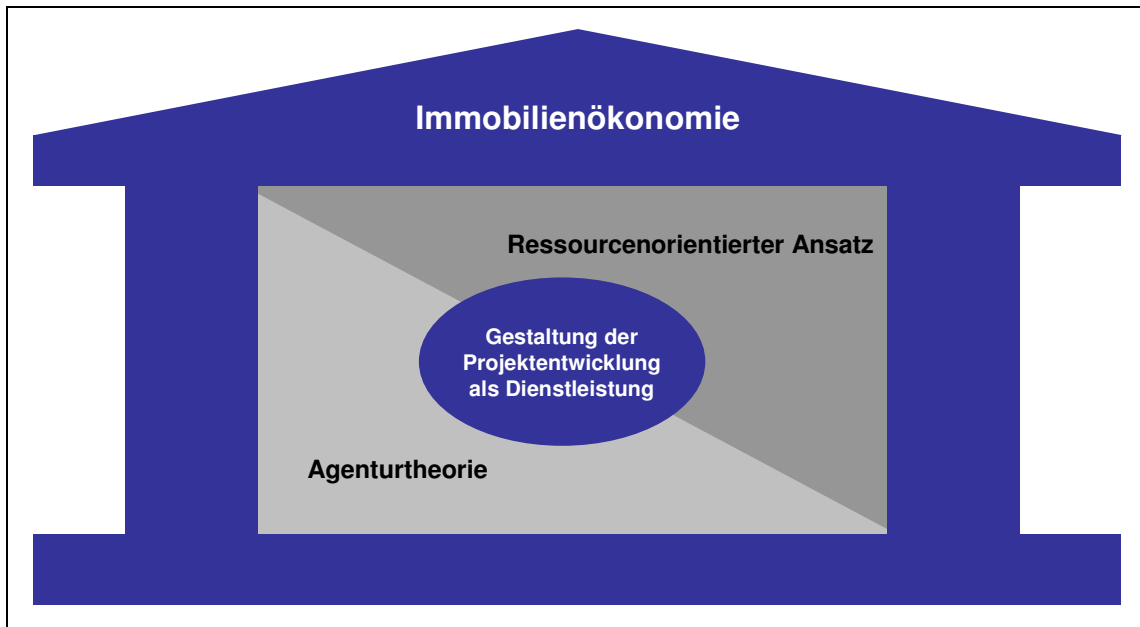 Immobilienökonomie
Ressourcenorientierter Ansatz
Gestaltung der
Projektentwicklung
als Dienstleistung
Agenturtheorie